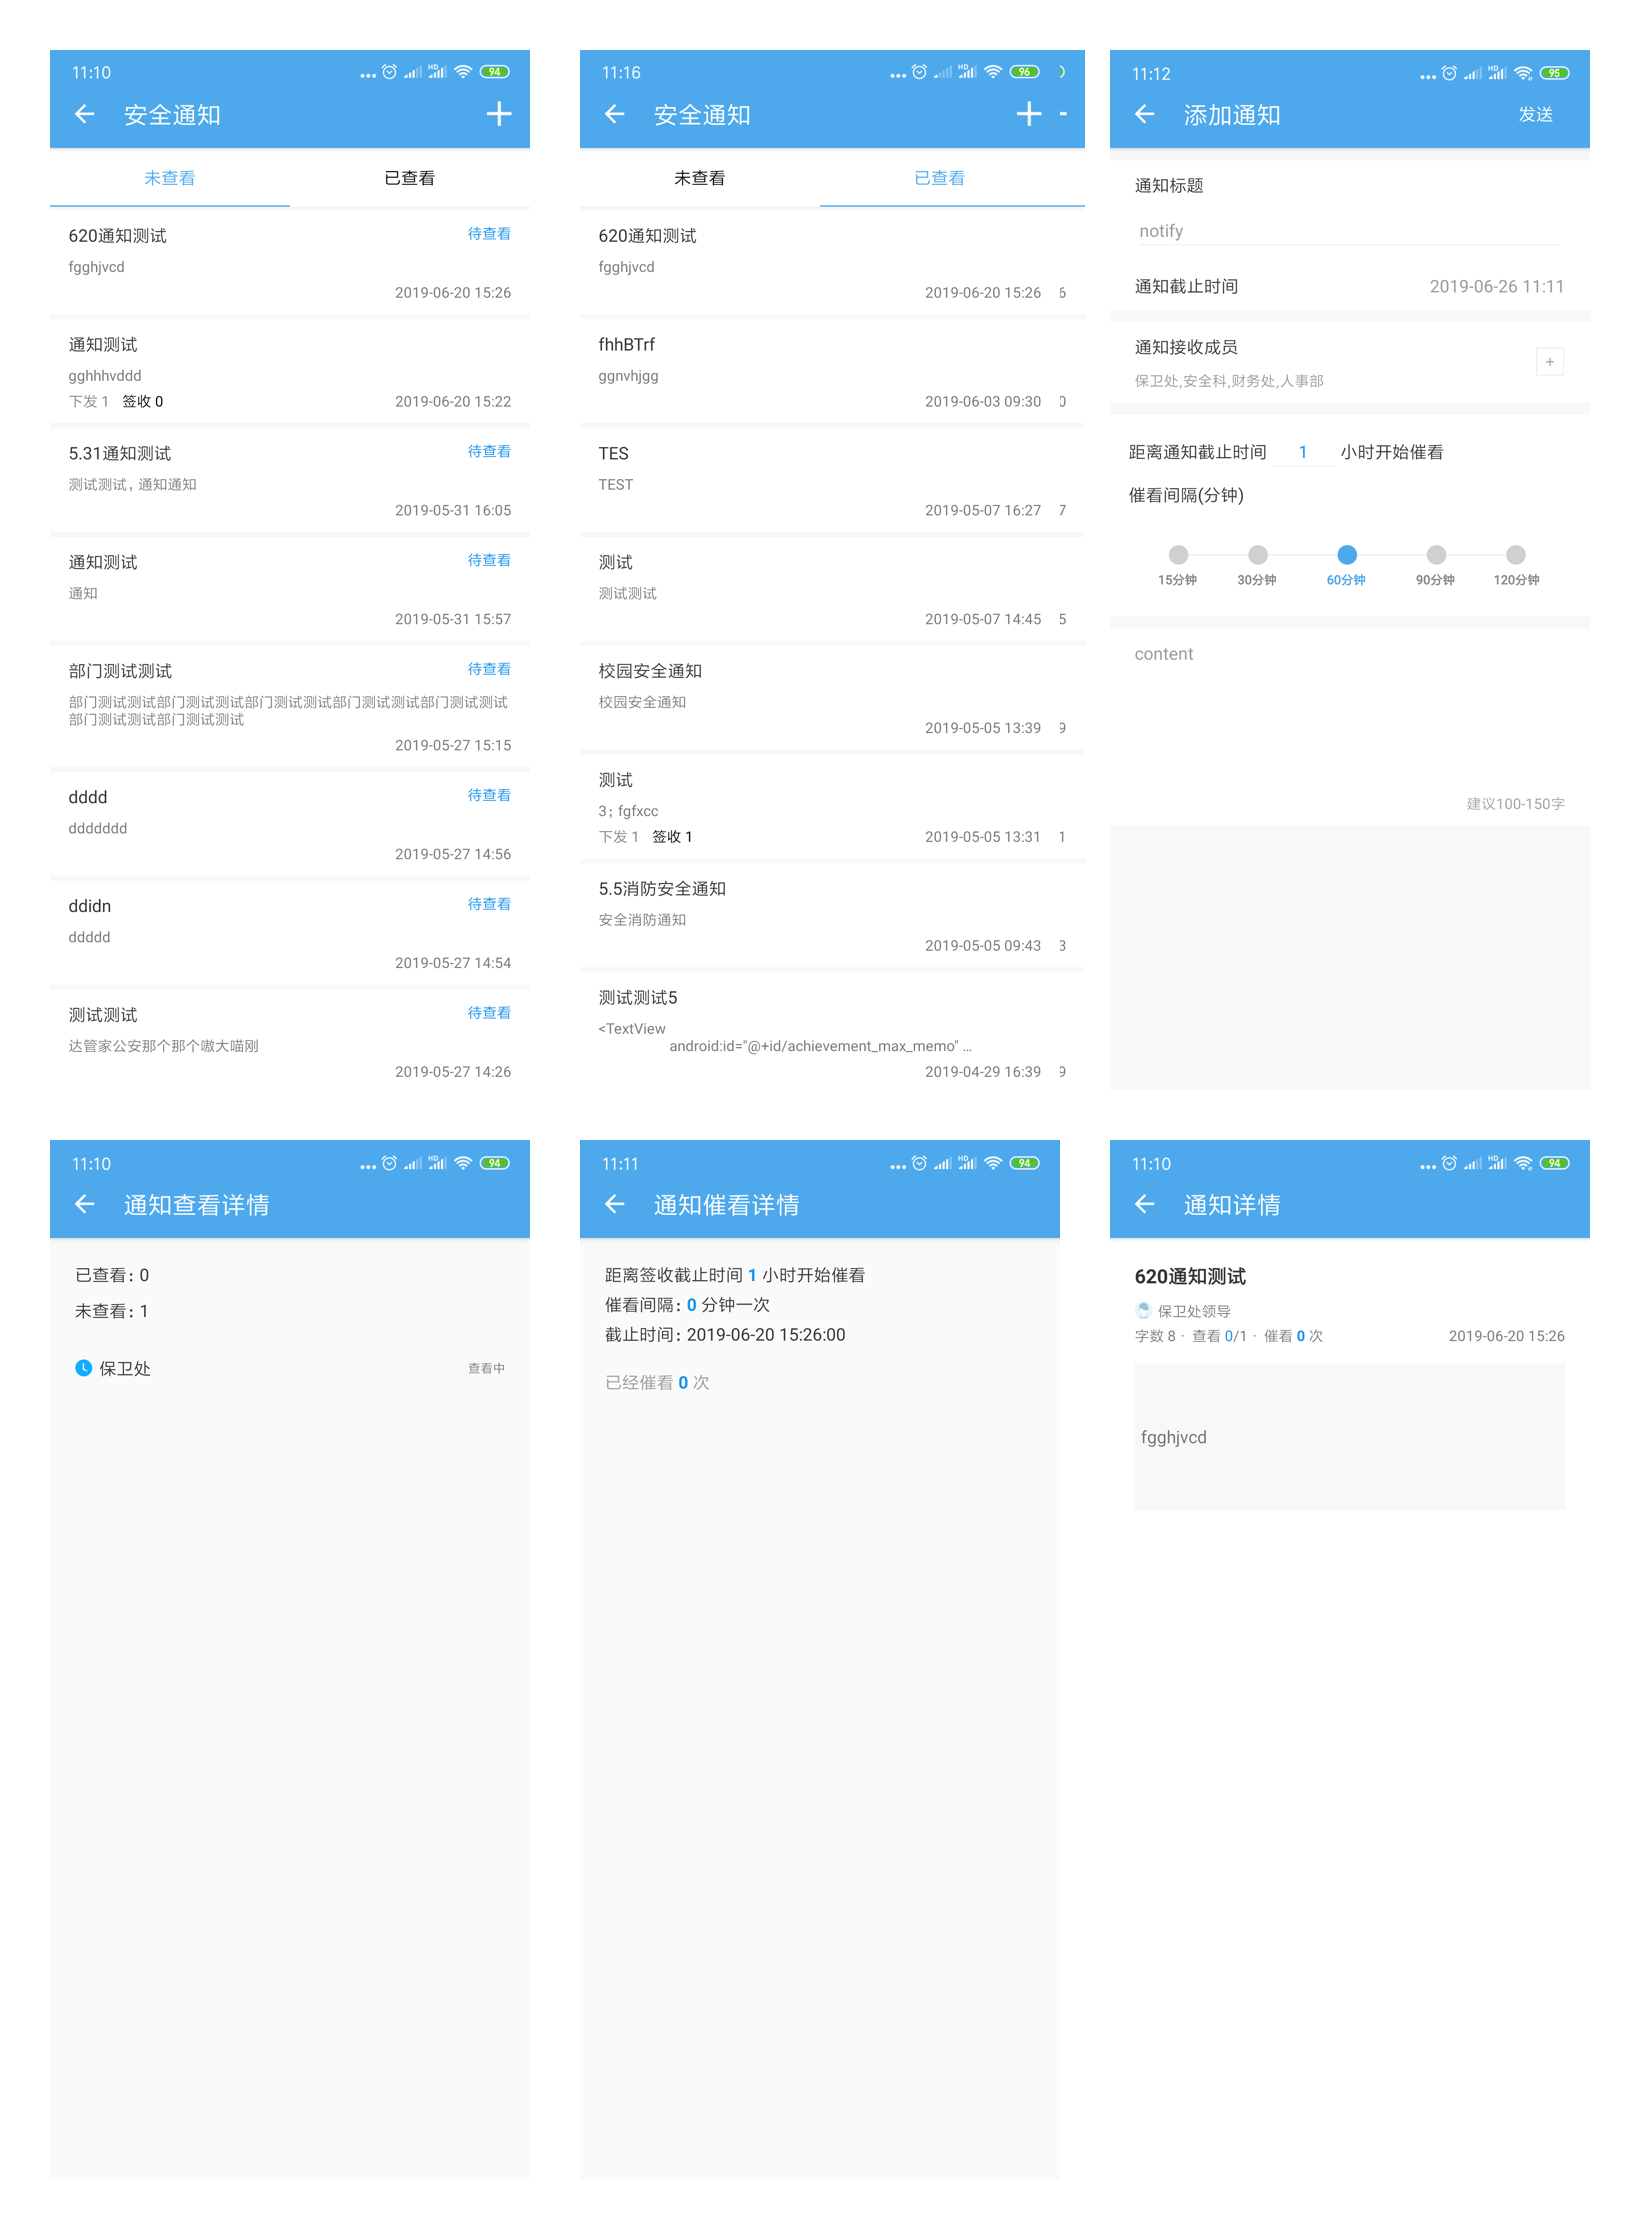 11:10
94
安全通知
未查看 已查看
620通知测试 待查看
fgghjvcd
2019-06-20 15:26
通知测试
gghhhvddd
下发 1 签收 0 2019-06-20 15:22
5.31通知测试 待查看
测试测试，通知通知
2019-05-31 16:05
通知测试 待查看
通知
2019-05-31 15:57
部门测试测试 待查看
部门测试测试部门测试测试部门测试测试部门测试测试部门测试测试
部门测试测试部门测试测试
2019-05-27 15:15
dddd 待查看
ddddddd
2019-05-27 14:56
ddidn 待查看
ddddd
2019-05-27 14:54
测试测试 待查看
达管家公安那个那个嗷大喵刚
2019-05-27 14:26
11:16
HD 96
安全通知
未查看 已查看
620通知测试
fgghjvcd
2019-06-20 15:26 6
fhhBTrf
ggnvhjgg
2019-06-03 09:30 0
TES
TEST
2019-05-07 16:27 7
测试
测试测试
2019-05-07 14:45 5
校园安全通知
校园安全通知
2019-05-05 13:39 9
测试
3；fgfxcc
下发 1 签收 1 2019-05-05 13:31 1
5.5消防安全通知
安全消防通知
2019-05-05 09:43 3
测试测试5
<TextView
android:id="@+id/achievement_max_memo" ...
2019-04-29 16:39 9
11:12
HD 95
添加通知 发送
通知标题
notify
通知截止时间 2019-06-26 11:11
通知接收成员
保卫处,安全科,财务处,人事部
+
距离通知截止时间 1 小时开始催看
催看间隔(分钟)
15分钟 30分钟 60分钟 90分钟 120分钟
content
建议100-150字
11:10
HD 94
通知查看详情
已查看：0
未查看：1
保卫处 查看中
11:11
HD 94
通知催看详情
距离签收截止时间 1 小时开始催看
催看间隔：0 分钟一次
截止时间：2019-06-20 15:26:00
已经催看 0 次
11:10
HD 94
通知详情
620通知测试
保卫处领导
字数 8 · 查看 0/1 · 催看 0 次 2019-06-20 15:26
fgghjvcd